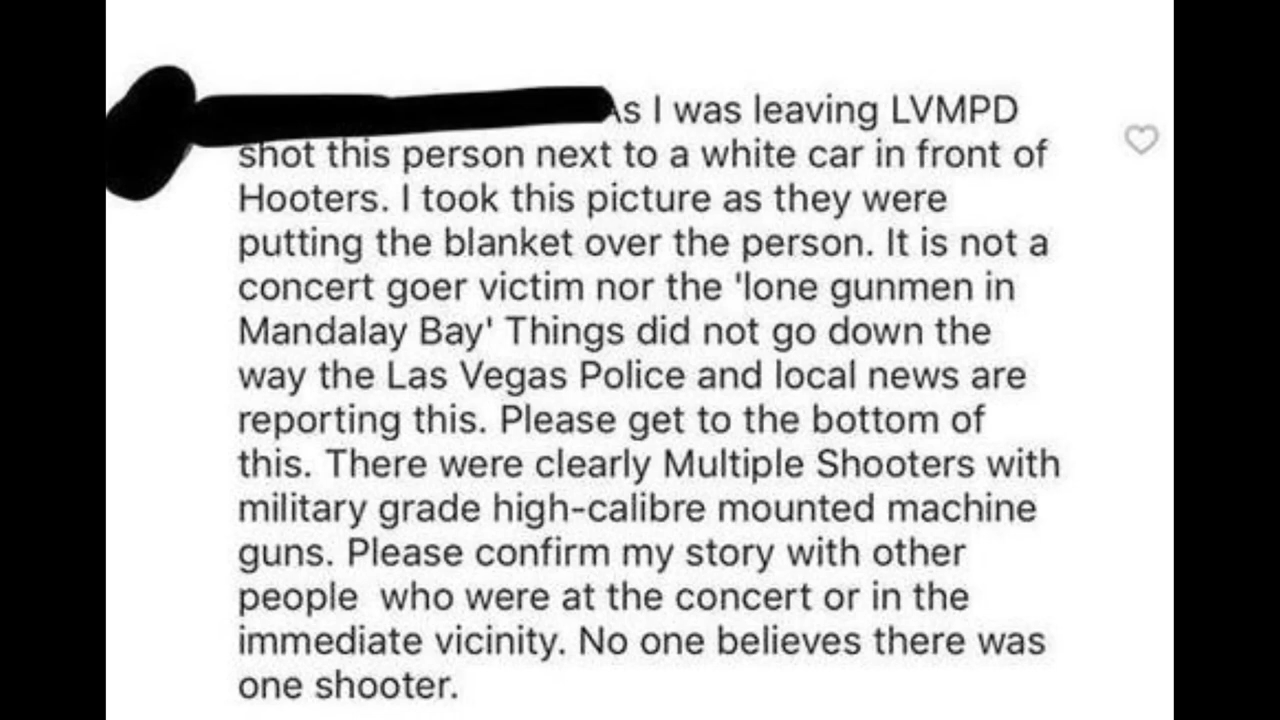 As I was leaving LVMPD
shot this person next to a white car in front of
Hooters. I took this picture as they were
putting the blanket over the person. It is not a
concert goer victim nor the 'lone gunmen in
Mandalay Bay' Things did not go down the
way the Las Vegas Police and local news are
reporting this. Please get to the bottom of
this. There were clearly Multiple Shooters with
military grade high-calibre mounted machine
guns. Please confirm my story with other
people  who were at the concert or in the
immediate vicinity. No one believes there was
one shooter.